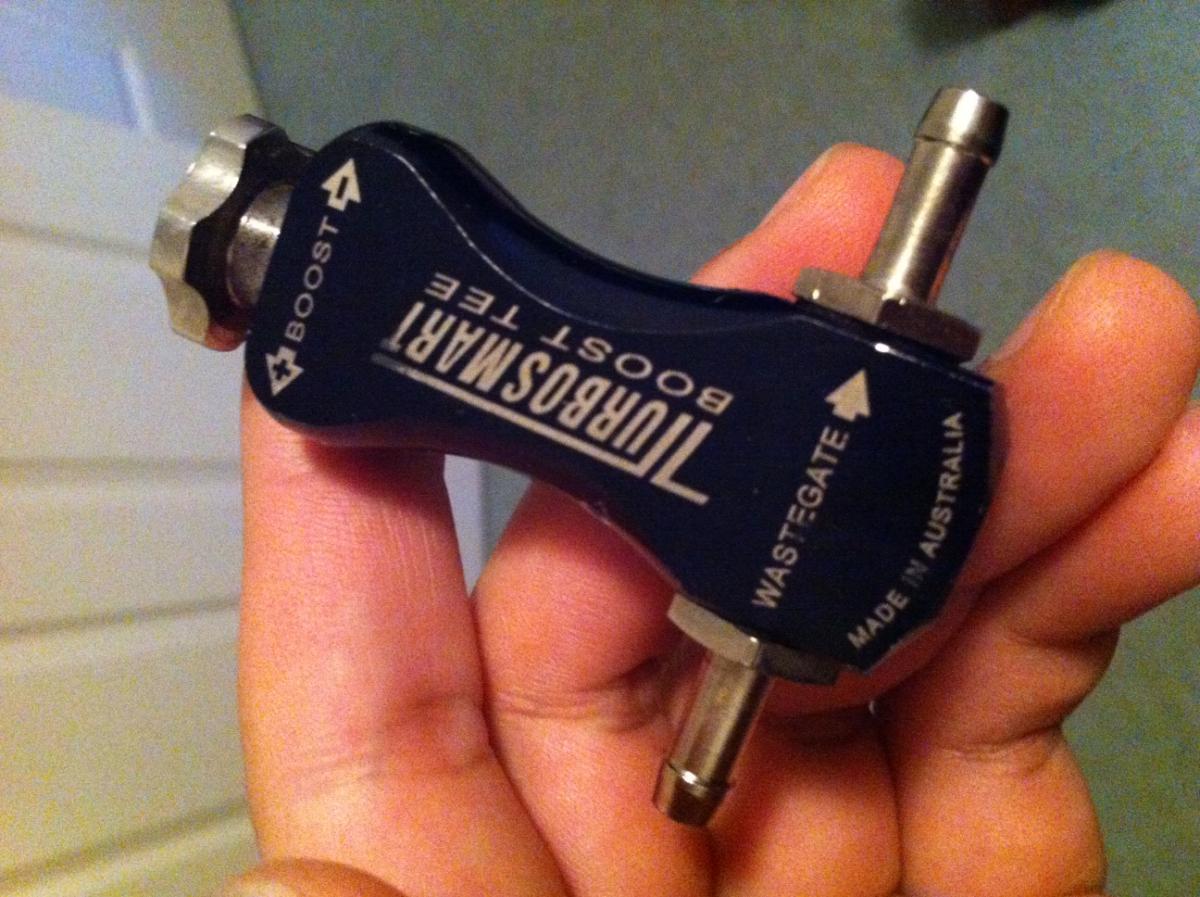 - BOOST +
TURBOSMART
BOOST TEE
WASTEGATE
MADE IN AUSTRALIA